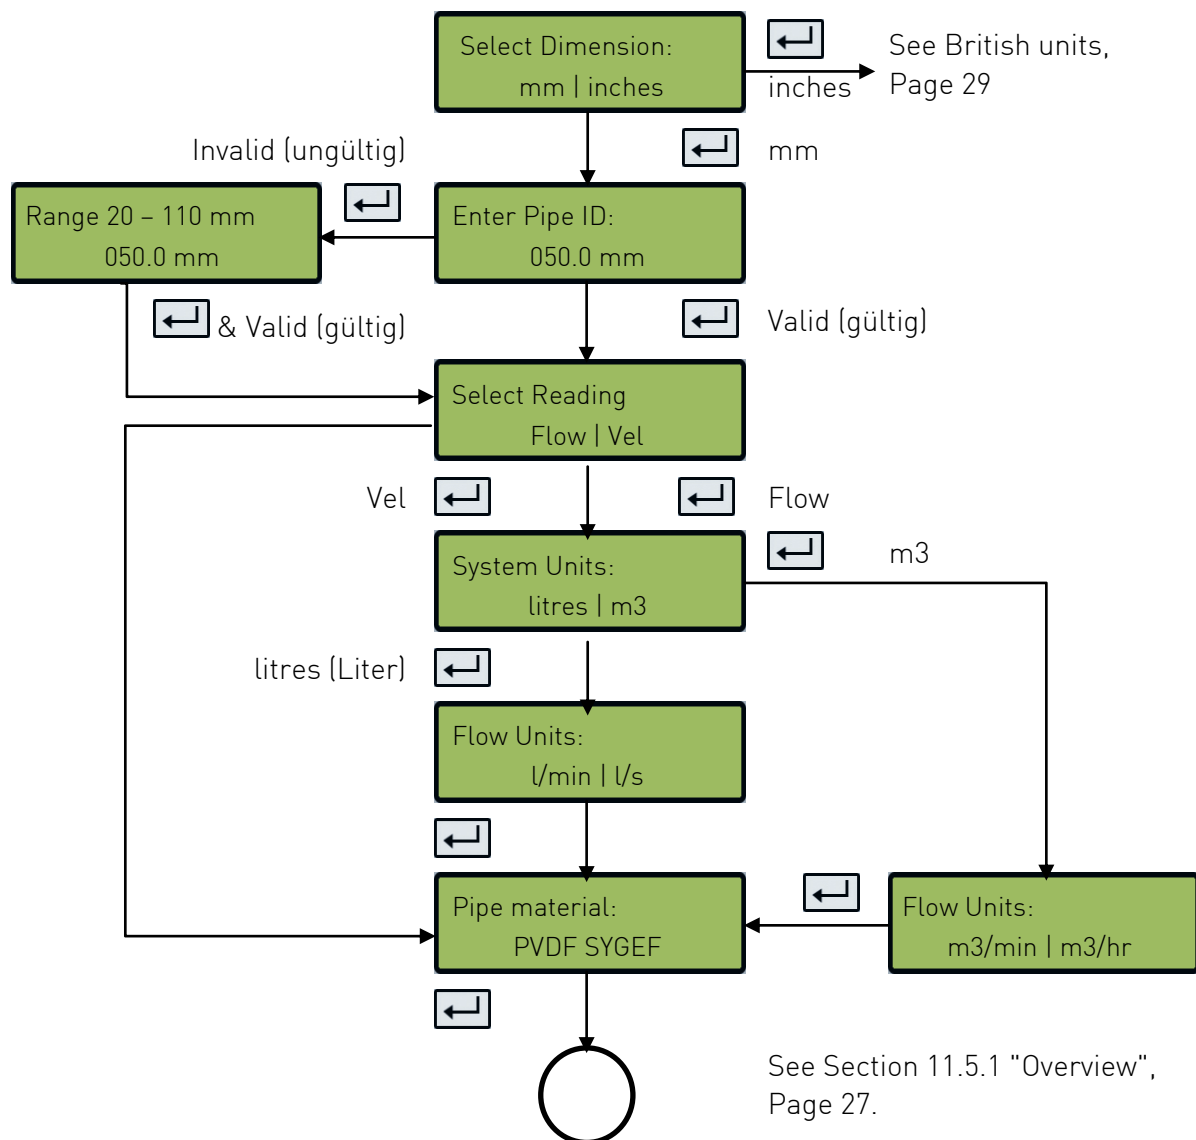 Select Dimension:
mm | inches
inches
See British units,
Page 29
mm
Invalid (ungültig)
Range 20 – 110 mm
050.0 mm
Enter Pipe ID:
050.0 mm
& Valid (gültig)
Valid (gültig)
Select Reading
Flow | Vel
Vel
Flow
System Units:
litres | m3
m3
litres (Liter)
Flow Units:
l/min | l/s
Pipe material:
PVDF SYGEF
Flow Units:
m3/min | m3/hr
See Section 11.5.1 "Overview",
Page 27.